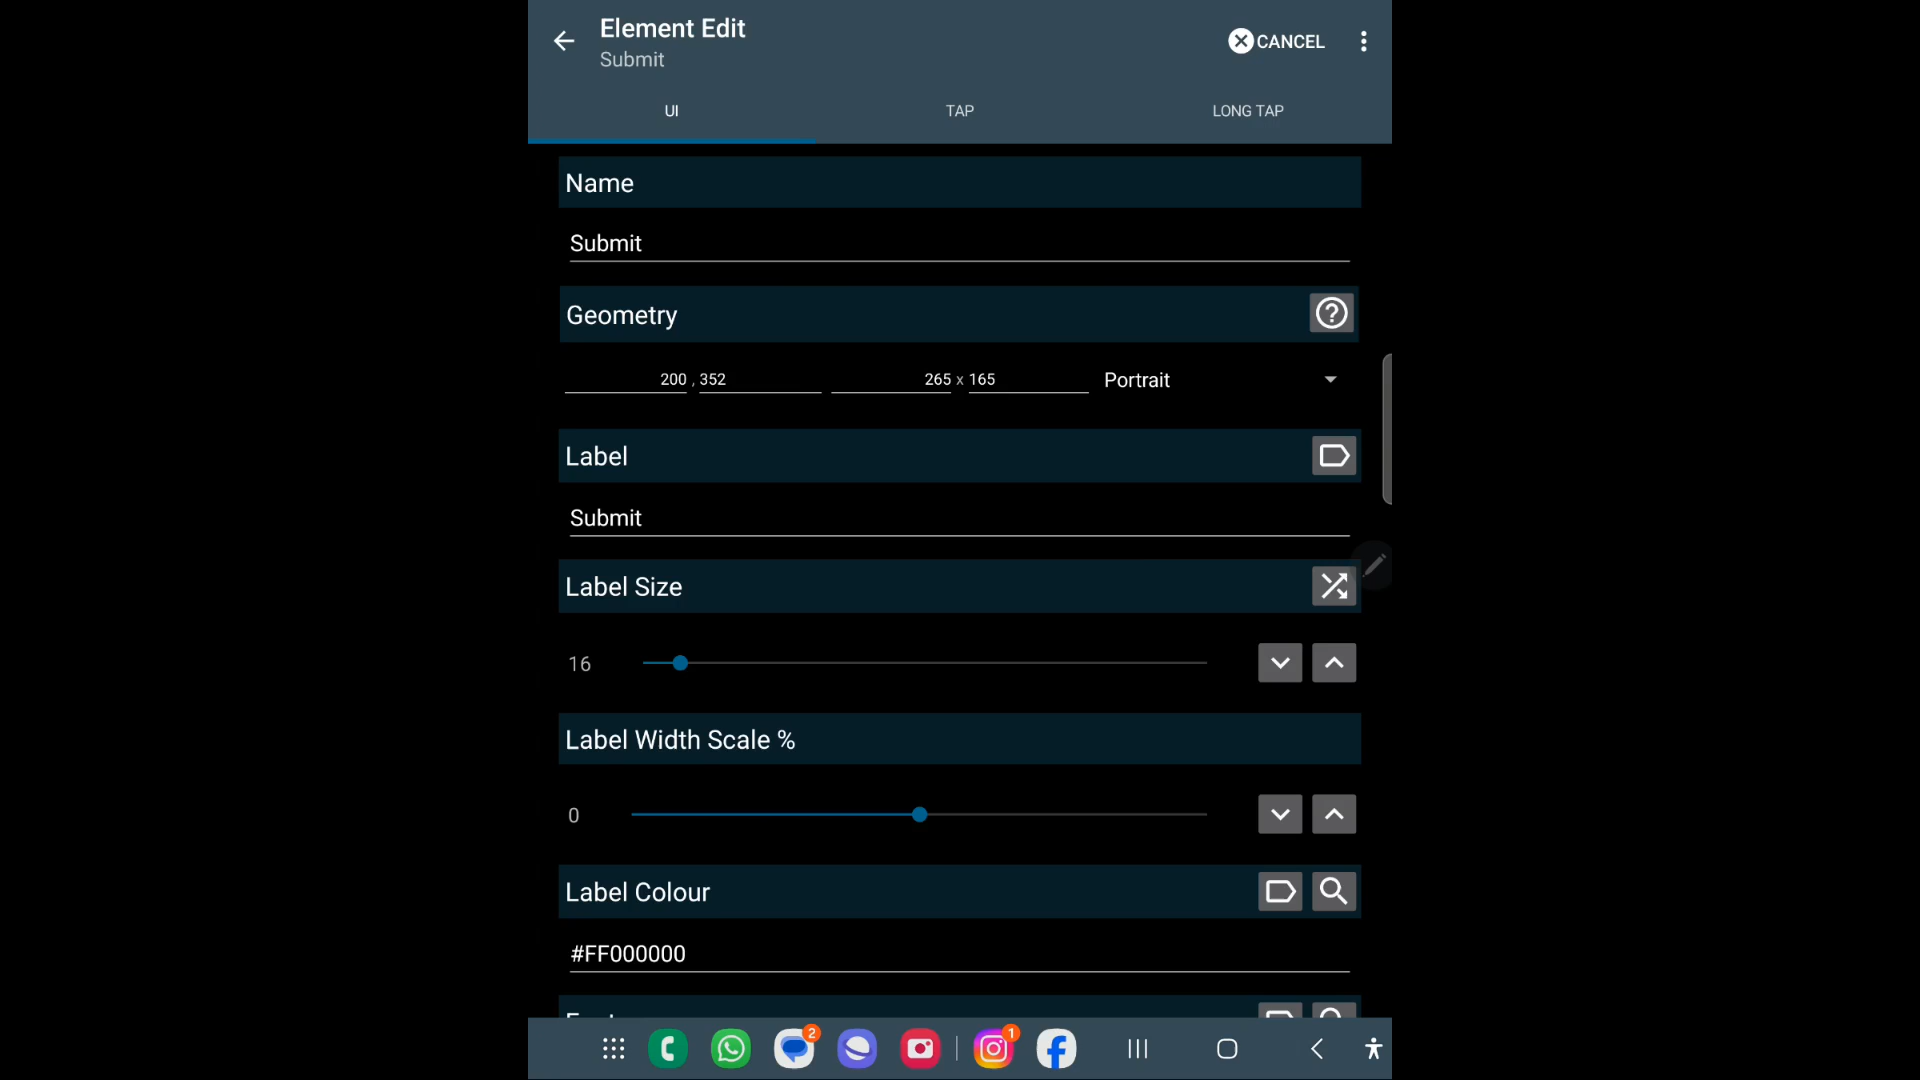 Element Edit
Submit
CANCEL
UI TAP LONG TAP
Name
Submit
Geometry
200 , 352 265 x 165 Portrait
Label
Submit
Label Size
16
Label Width Scale %
0
Label Colour
#FF000000
2 1